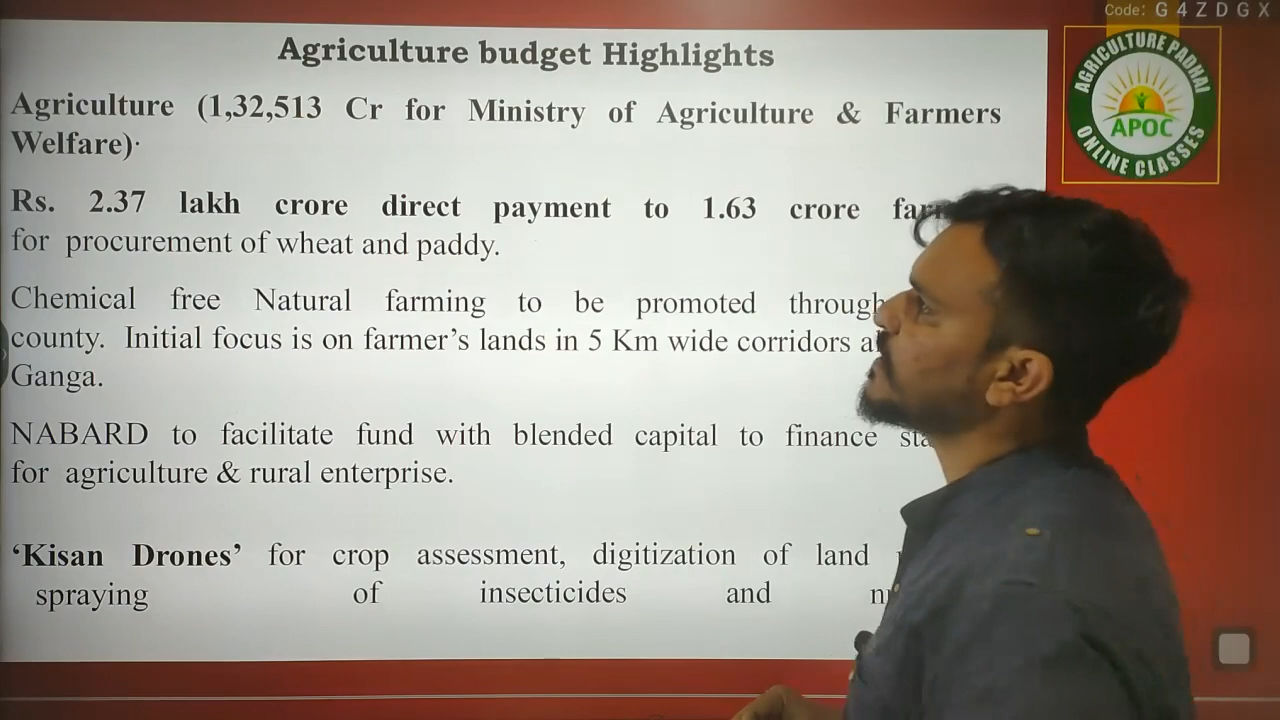 Code: G 4 Z D G X
Agriculture budget Highlights
Agriculture (1,32,513 Cr for Ministry of Agriculture & Farmers
Welfare)·
Rs. 2.37 lakh crore direct payment to 1.63 crore
for procurement of wheat and paddy.
Chemical free Natural farming to be promoted
county. Initial focus is on farmer's lands in 5 Km wide corridors
Ganga.
NABARD to facilitate fund with blended capital to finance
for agriculture & rural enterprise.
‘Kisan Drones’ for crop assessment, digitization of land
spraying of insecticides and
AGRICULTURE PADHAI
APOC
ONLINE CLASSES